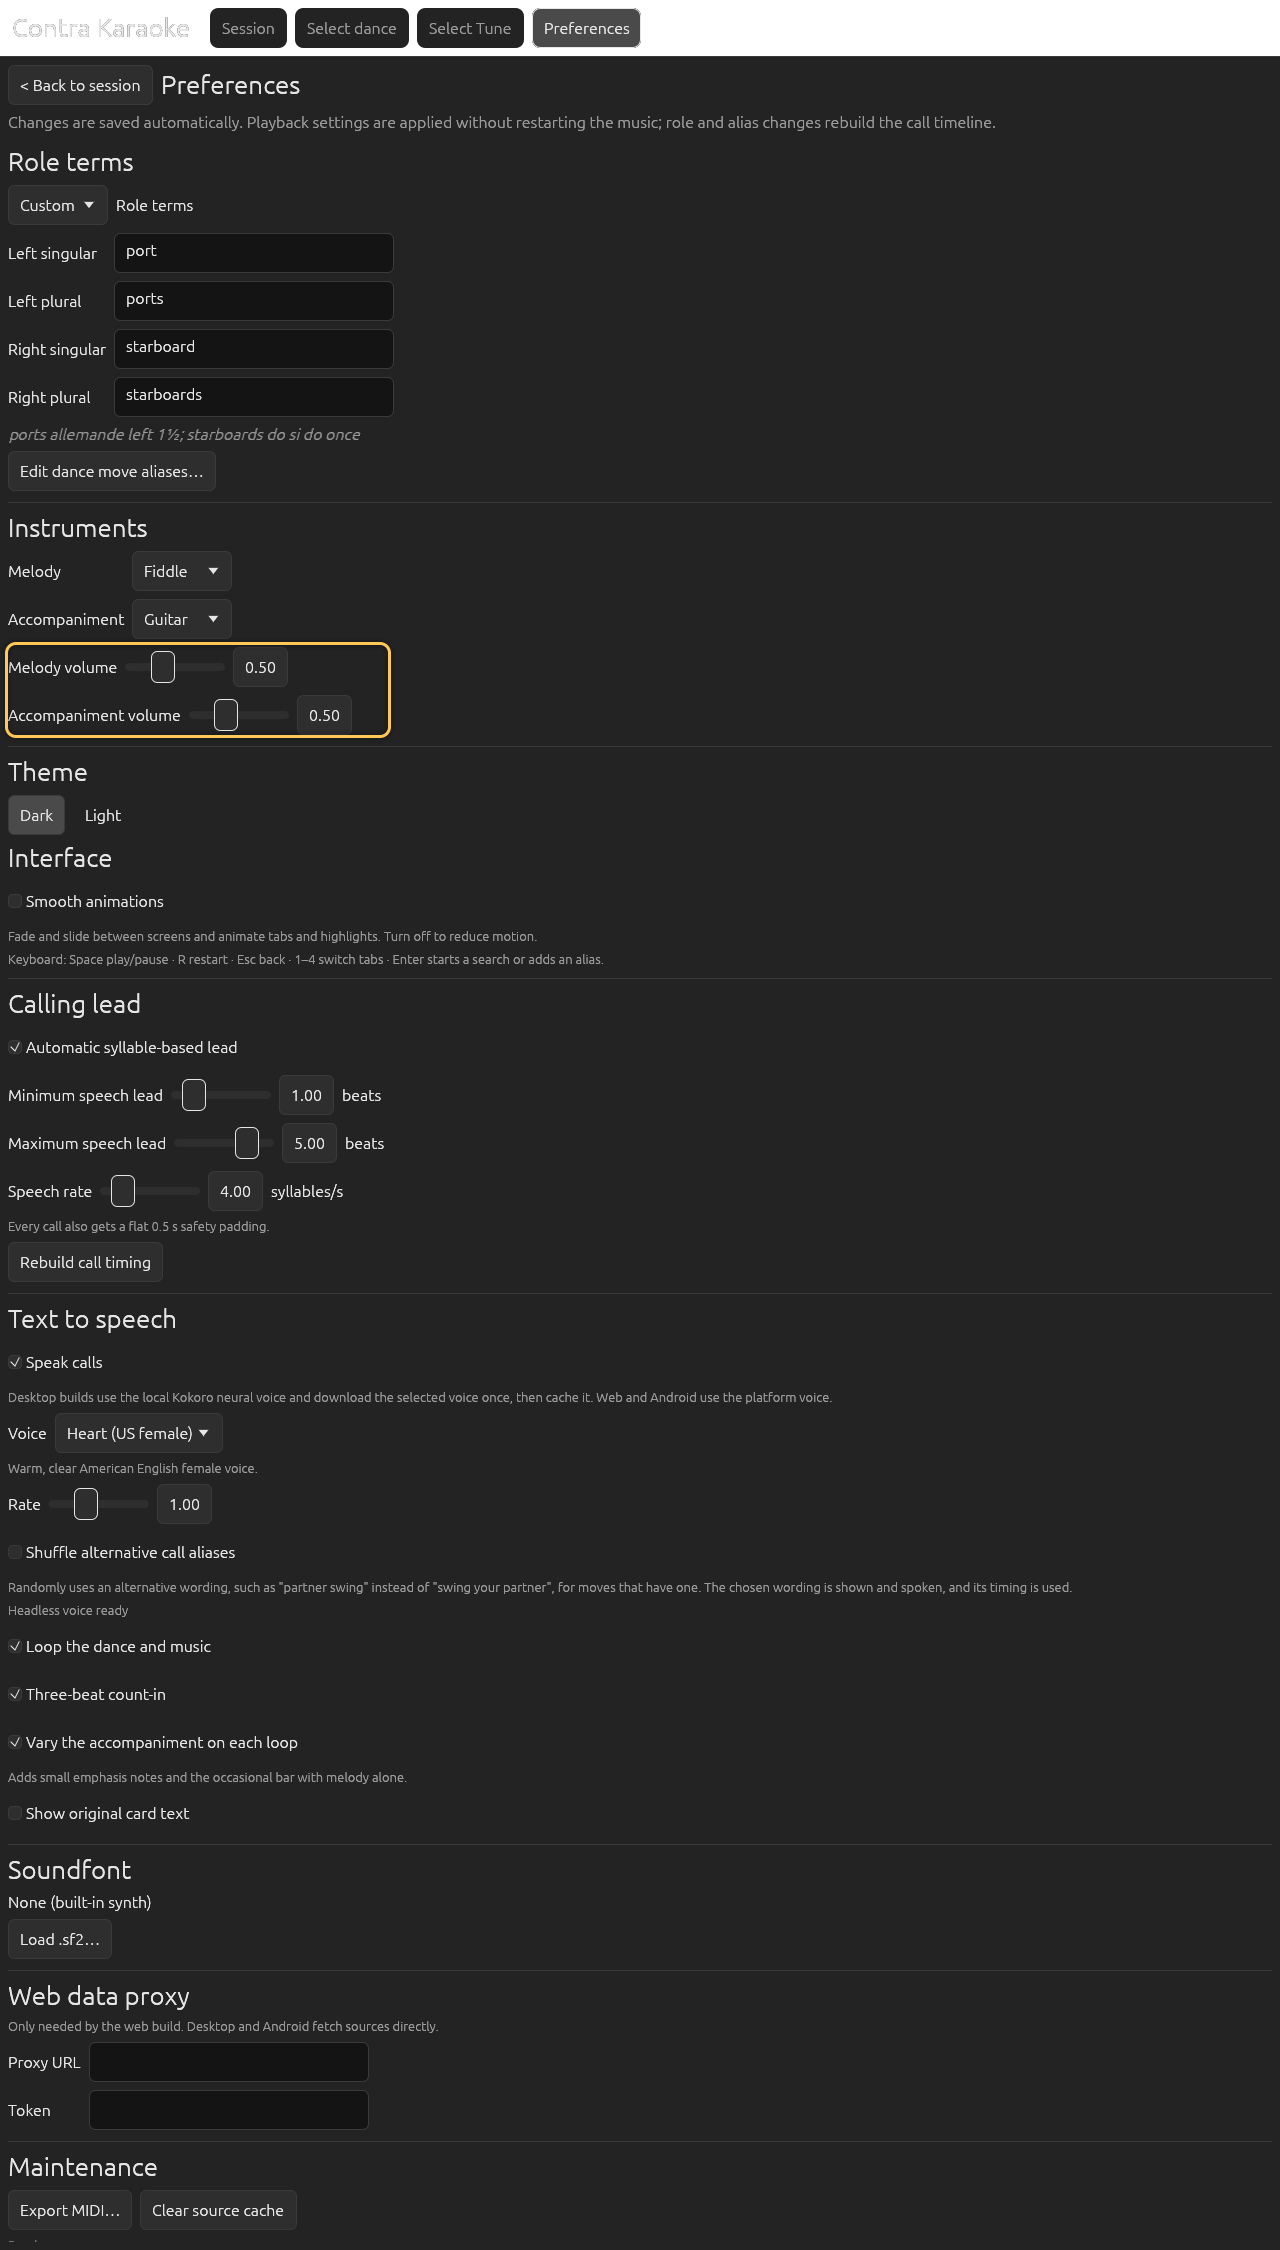 Contra Karaoke Session Select dance Select Tune Preferences
< Back to session Preferences
Changes are saved automatically. Playback settings are applied without restarting the music; role and alias changes rebuild the call timeline.
Role terms
Custom Role terms
Left singular port
Left plural ports
Right singular starboard
Right plural starboards
ports allemande left 1½; starboards do si do once
Edit dance move aliases…
Instruments
Melody Fiddle
Accompaniment Guitar
Melody volume 0.50
Accompaniment volume 0.50
Theme
Dark Light
Interface
Smooth animations
Fade and slide between screens and animate tabs and highlights. Turn off to reduce motion.
Keyboard: Space play/pause · R restart · Esc back · 1–4 switch tabs · Enter starts a search or adds an alias.
Calling lead
Automatic syllable-based lead
Minimum speech lead 1.00 beats
Maximum speech lead 5.00 beats
Speech rate 4.00 syllables/s
Every call also gets a flat 0.5 s safety padding.
Rebuild call timing
Text to speech
Speak calls
Desktop builds use the local Kokoro neural voice and download the selected voice once, then cache it. Web and Android use the platform voice.
Voice Heart (US female)
Warm, clear American English female voice.
Rate 1.00
Shuffle alternative call aliases
Randomly uses an alternative wording, such as "partner swing" instead of "swing your partner", for moves that have one. The chosen wording is shown and spoken, and its timing is used.
Headless voice ready
Loop the dance and music
Three-beat count-in
Vary the accompaniment on each loop
Adds small emphasis notes and the occasional bar with melody alone.
Show original card text
Soundfont
None (built-in synth)
Load .sf2…
Web data proxy
Only needed by the web build. Desktop and Android fetch sources directly.
Proxy URL
Token
Maintenance
Export MIDI… Clear source cache